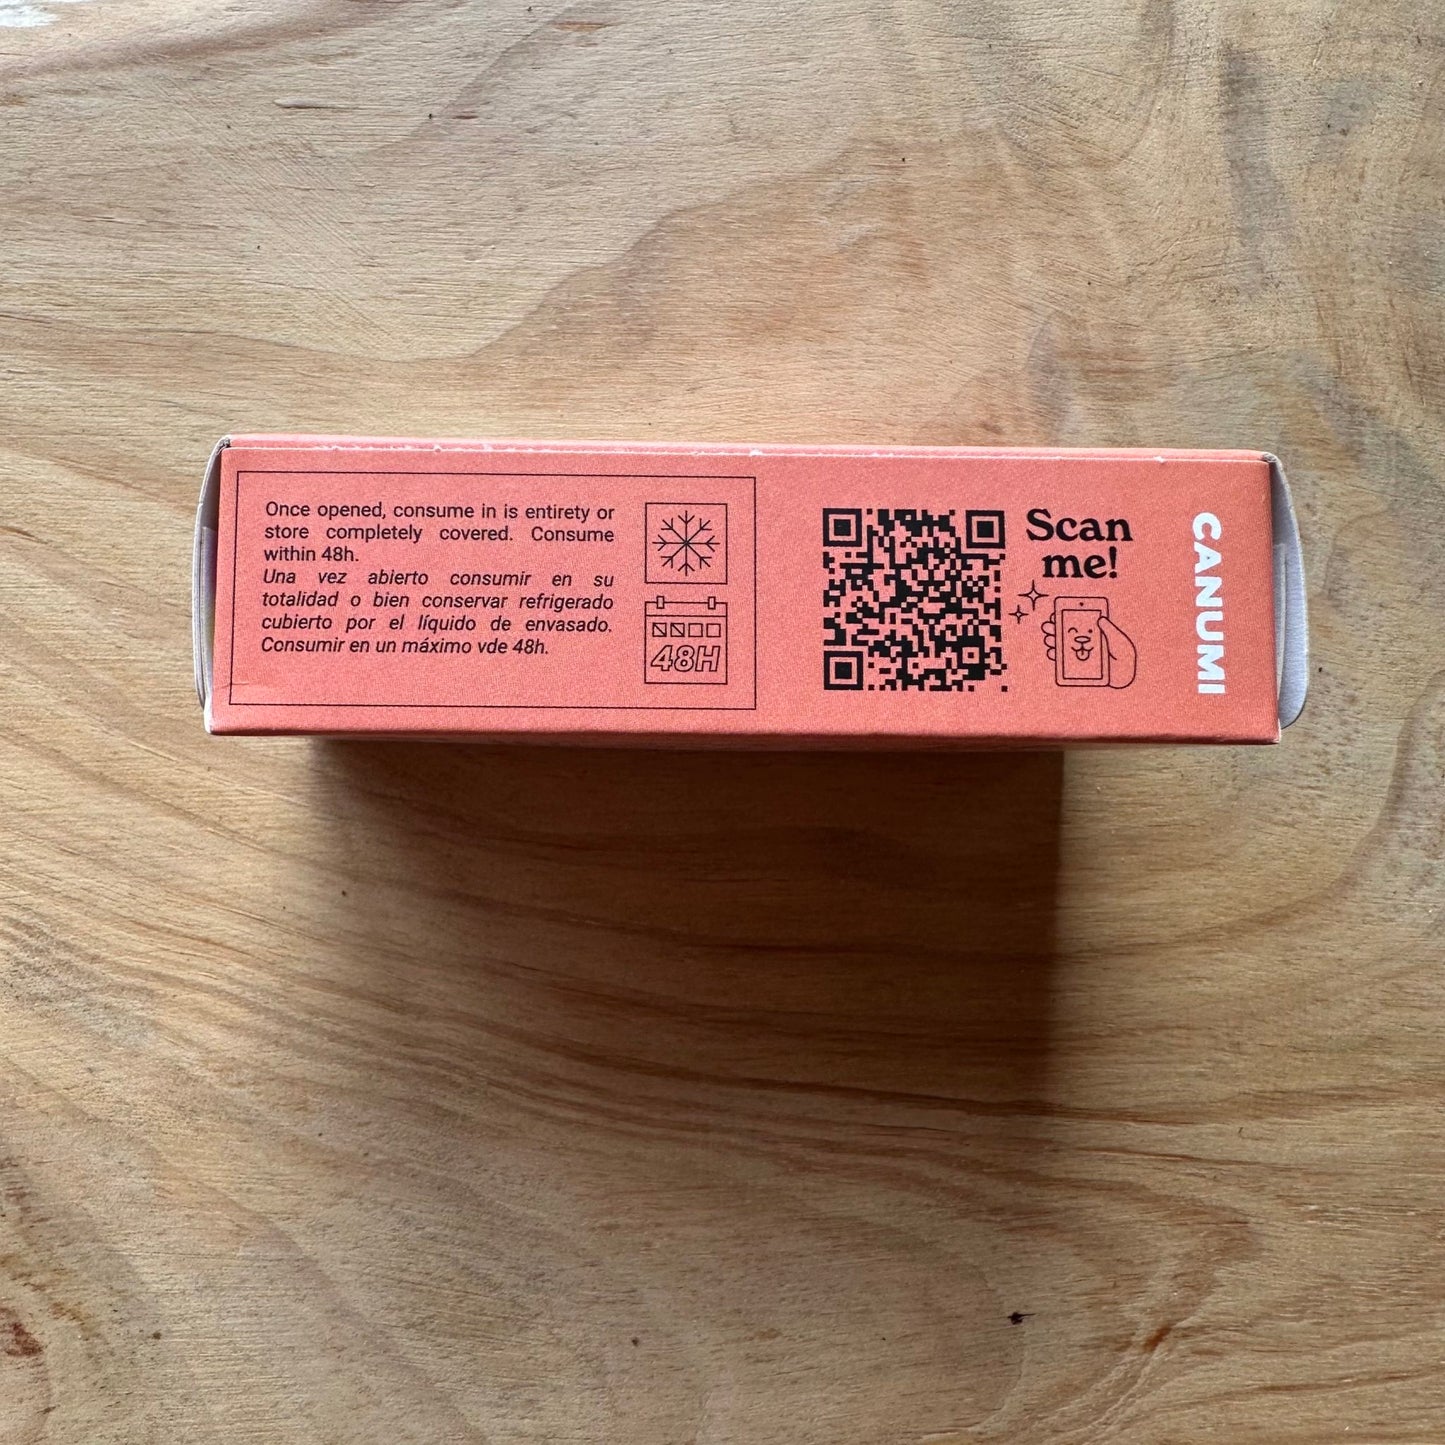 Once opened, consume in is entirety or
store completely covered. Consume
within 48h.
Una vez abierto consumir en su
totalidad o bien conservar refrigerado
cubierto por el líquido de envasado.
Consumir en un máximo vde 48h.
48H
Scan
me!
CANUMI